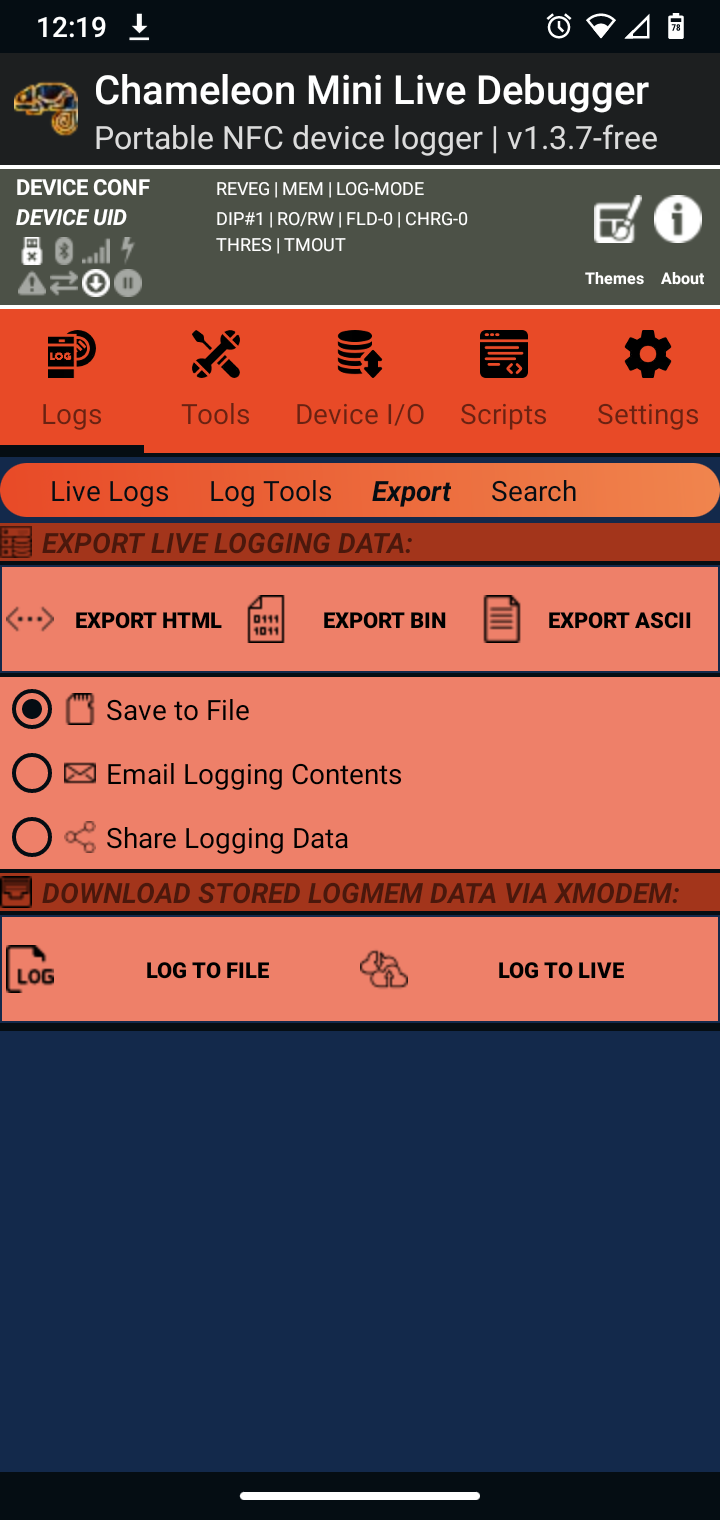 12:19
78
Chameleon Mini Live Debugger
Portable NFC device logger | v1.3.7-free
DEVICE CONF
REVEG | MEM | LOG-MODE
DEVICE UID
DIP#1 | RO/RW | FLD-0 | CHRG-0
THRES | TMOUT
Themes About
LOG
Logs Tools Device I/O Scripts Settings
Live Logs Log Tools Export Search
EXPORT LIVE LOGGING DATA:
EXPORT HTML 0111 1011 EXPORT BIN EXPORT ASCII
Save to File
Email Logging Contents
Share Logging Data
DOWNLOAD STORED LOGMEM DATA VIA XMODEM:
LOG LOG TO FILE LOG TO LIVE